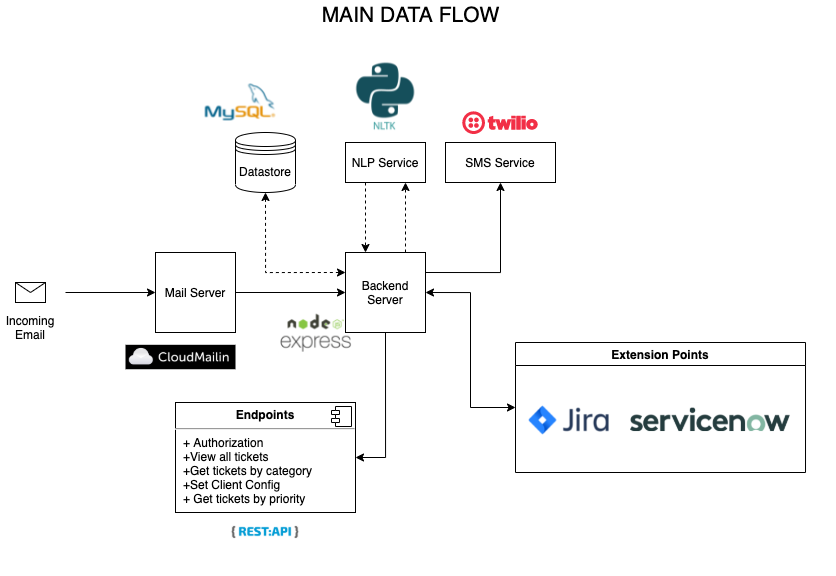 MAIN DATA FLOW
MySQL
NLTK
twilio
Datastore
NLP Service
SMS Service
Mail Server
Backend
Server
Incoming
Email
node
express
CloudMailin
Extension Points
Jira
servicenow
Endpoints
+ Authorization
+View all tickets
+Get tickets by category
+Set Client Config
+ Get tickets by priority
{ REST:API }